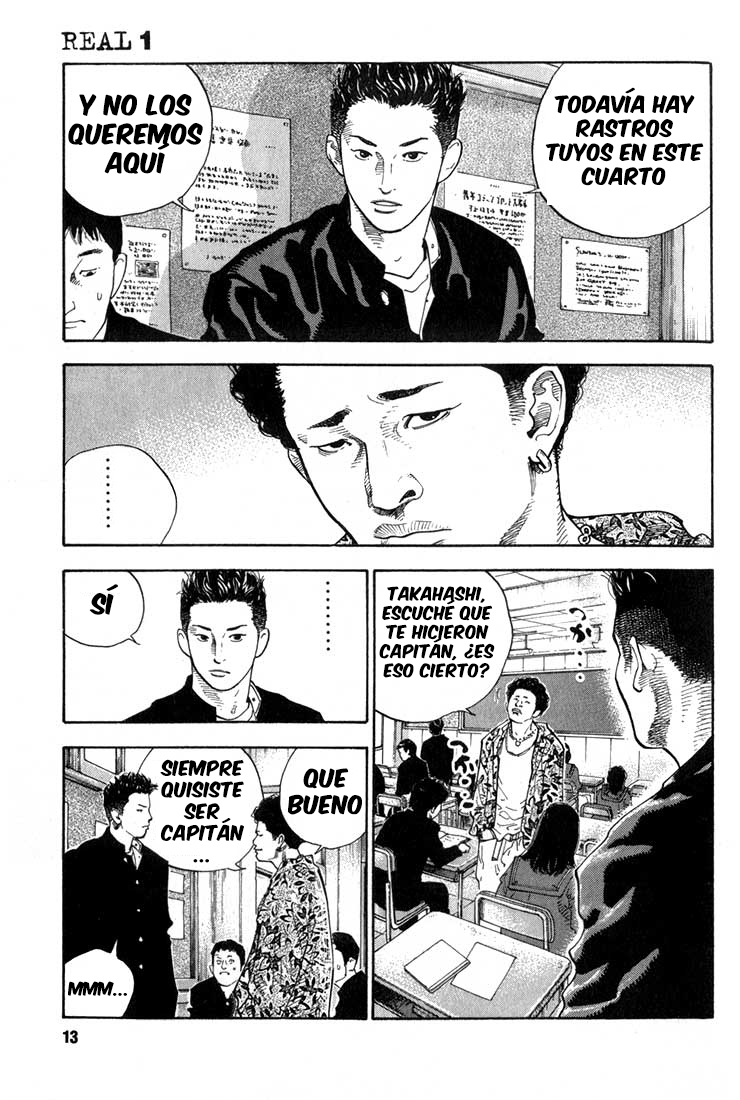 REAL 1
TODAVÍA HAY
RASTROS
TUYOS EN ESTE
CUARTO
Y NO LOS
QUEREMOS
AQUÍ
TAKAHASHI,
ESCUCHÉ QUE
TE HICIERON
CAPITÁN, ¿ES
ESO CIERTO?
SÍ
QUE
BUENO
SIEMPRE
QUISISTE
SER
CAPITÁN
...
MMM...
13